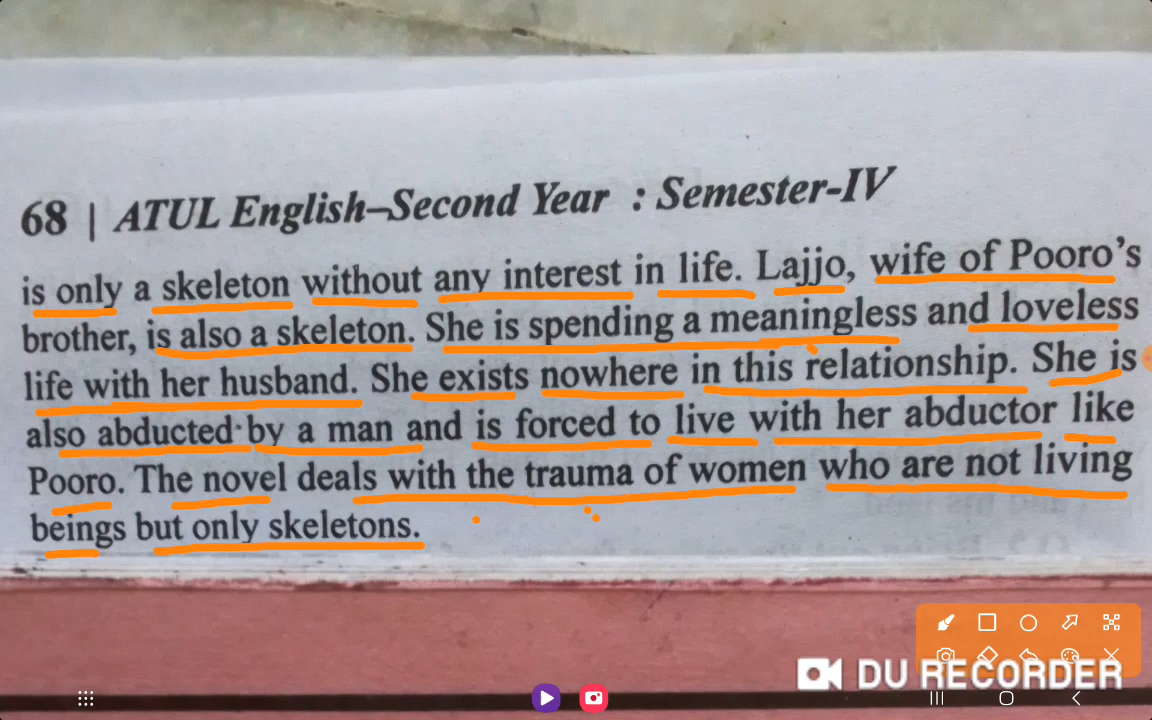 68 | ATUL English–Second Year : Semester-IV
is only a skeleton without any interest in life. Lajjo, wife of Pooro's
brother, is also a skeleton. She is spending a meaningless and loveless
life with her husband. She exists nowhere in this relationship. She is
also abducted by a man and is forced to live with her abductor like
Pooro. The novel deals with the trauma of women who are not living
beings but only skeletons.
DU RECORDER